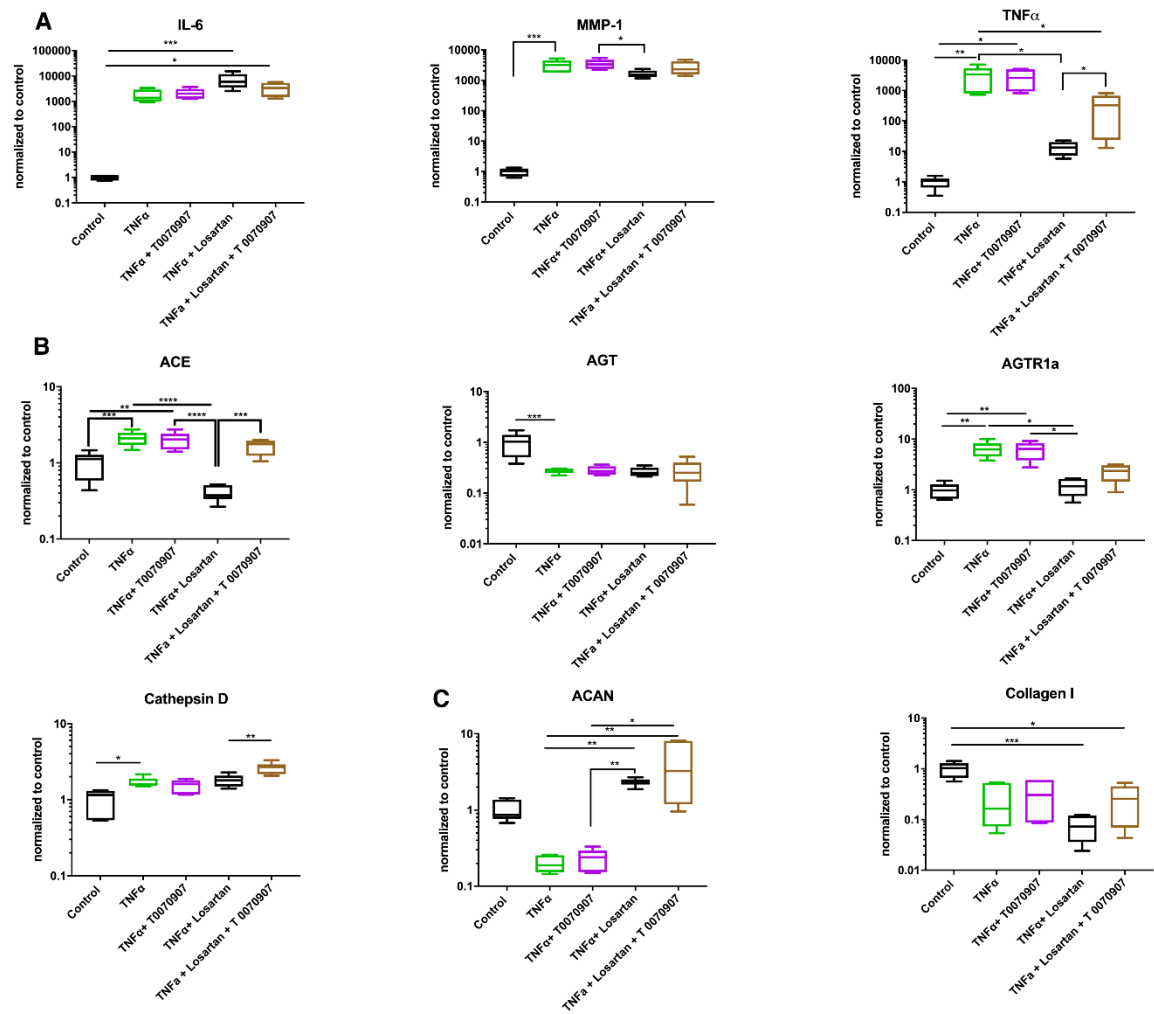 A
IL-6
normalized to control
100000
10000
1000
100
10
1
0.1
***
*
Control
TNFα
TNFα+ T0070907
TNFα + Losartan
TNFa + Losartan + T 0070907
MMP-1
normalized to control
10000
1000
100
10
1
0.1
***
*
Control
TNFα
TNFα+ T0070907
TNFα+ Losartan
TNFa + Losartan + T 0070907
TNFα
normalized to control
10000
1000
100
10
1
0.1
*
*
**
*
*
Control
TNFα
TNFα+ T0070907
TNFα+ Losartan
TNFa + Losartan + T 0070907
B
ACE
normalized to control
10
1
0.1
****
**
***
****
***
Control
TNFα
TNFα+ T0070907
TNFα+ Losartan
TNFa + Losartan + T 0070907
AGT
normalized to control
10
1
0.1
0.01
***
Control
TNFα
TNFα+ T0070907
TNFα+ Losartan
TNFa + Losartan + T 0070907
AGTR1a
normalized to control
100
10
1
0.1
**
**
*
*
Control
TNFα
TNFα+ T0070907
TNFα+ Losartan
TNFa + Losartan + T 0070907
Cathepsin D
normalized to control
10
1
0.1
*
**
Control
TNFα
TNFα+ T0070907
TNFα+ Losartan
TNFa + Losartan + T 0070907
C
ACAN
normalized to control
10
1
0.1
*
**
**
**
Control
TNFα
TNFα+ T0070907
TNFα+ Losartan
TNFa + Losartan + T 0070907
Collagen I
normalized to control
10
1
0.1
0.01
*
***
Control
TNFα
TNFα+ T0070907
TNFα+ Losartan
TNFa + Losartan + T 0070907